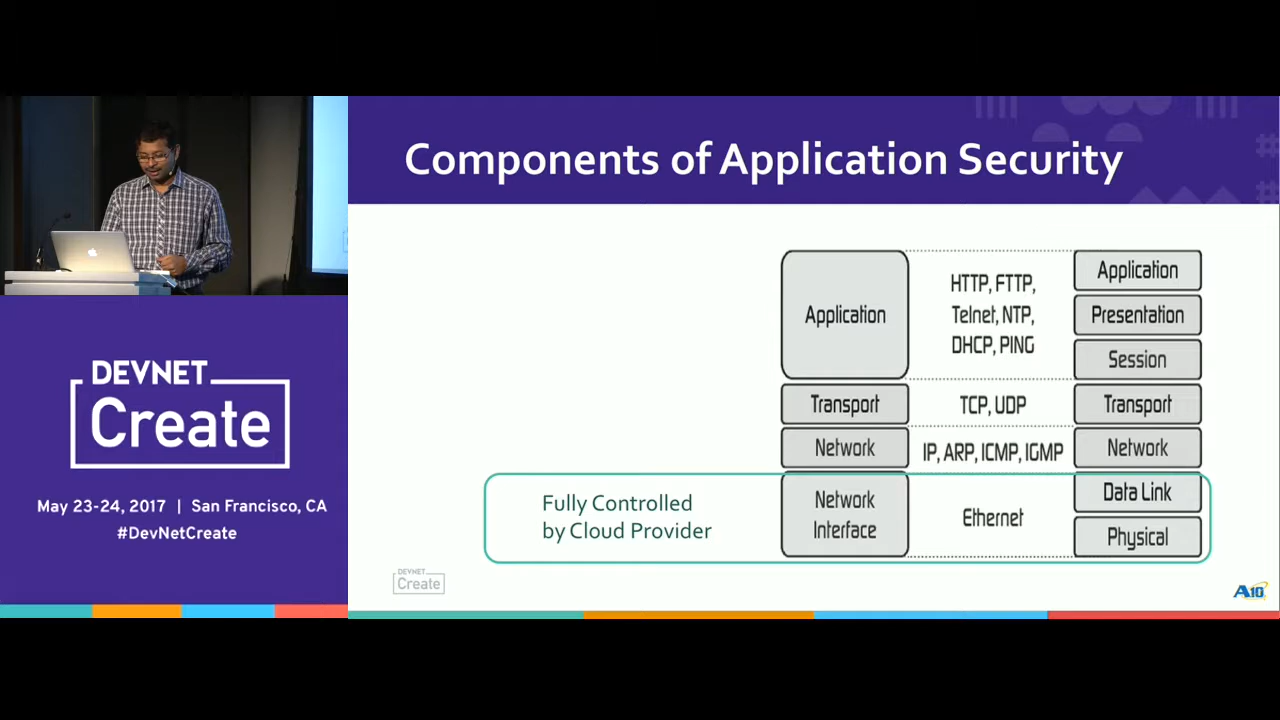 Components of Application Security
Application
HTTP, FTTP,
Telnet, NTP,
DHCP, PING
Application
Presentation
Session
Transport
TCP, UDP
Transport
Network
IP, ARP, ICMP, IGMP
Network
Fully Controlled
by Cloud Provider
Network
Interface
Ethernet
Data Link
Physical
DEVNET
Create
A10
DEVNET
Create
May 23-24, 2017 | San Francisco, CA
#DevNetCreate